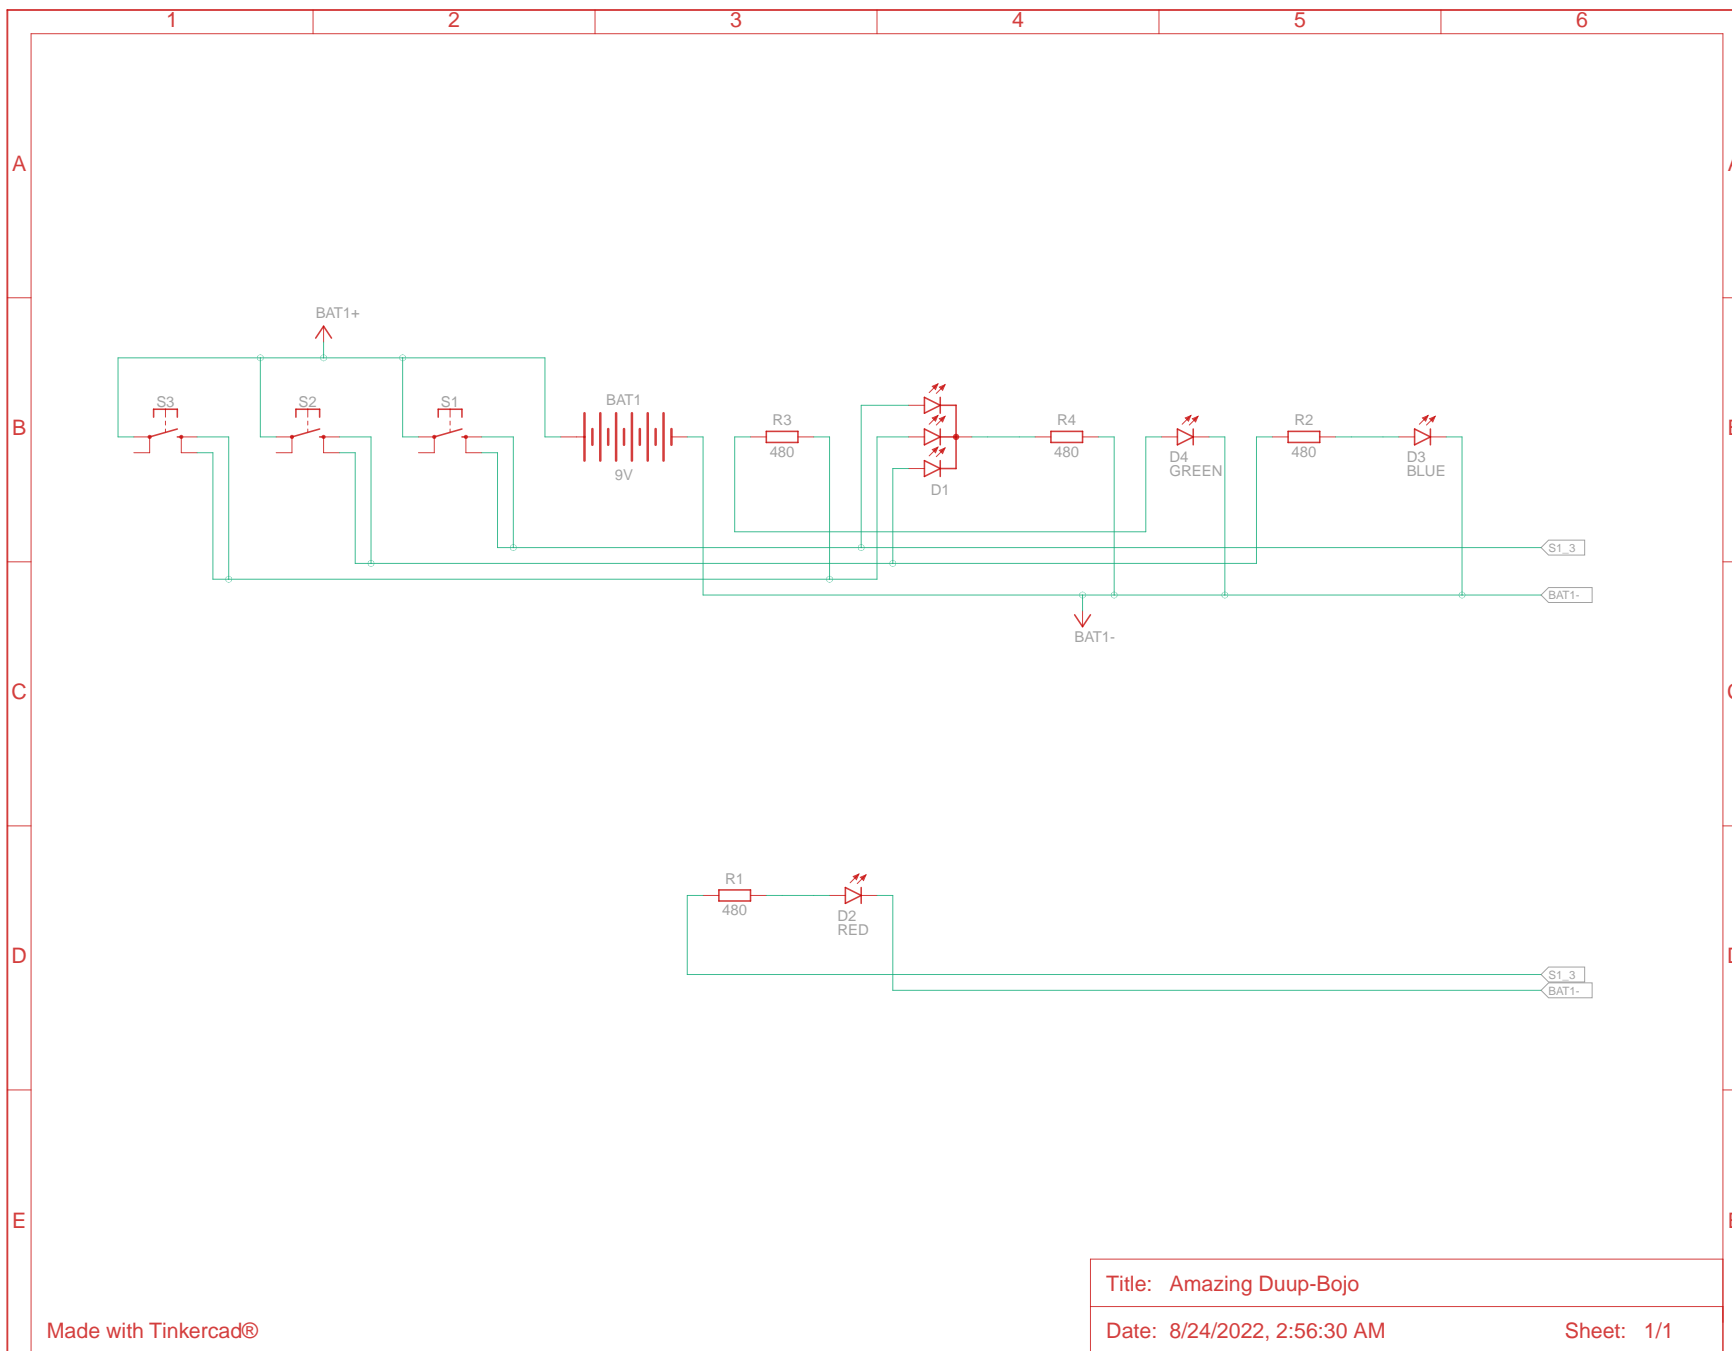 1 2 3 4 5 6
A
BAT1+
S3 S2 S1 BAT1 R3 R4 R2
B
480 480 D4 480 D3
GREEN BLUE
9V D1
S1_3
BAT1-
BAT1-
C
R1
480 D2
RED
D
S1_3
BAT1-
E
Title: Amazing Duup-Bojo
Made with Tinkercad® Date: 8/24/2022, 2:56:30 AM Sheet: 1/1